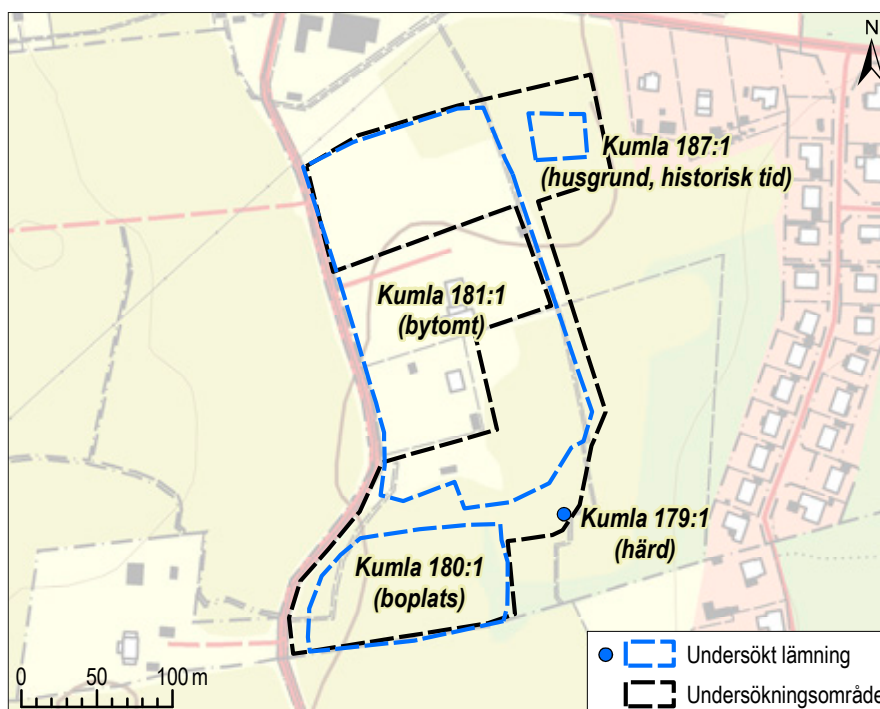 N
Kumla 187:1
(husgrund, historisk tid)
Kumla 181:1
(bytomt)
Kumla 179:1
(härd)
Kumla 180:1
(boplats)
0 50 100 m
Undersökt lämning
Undersökningsområde